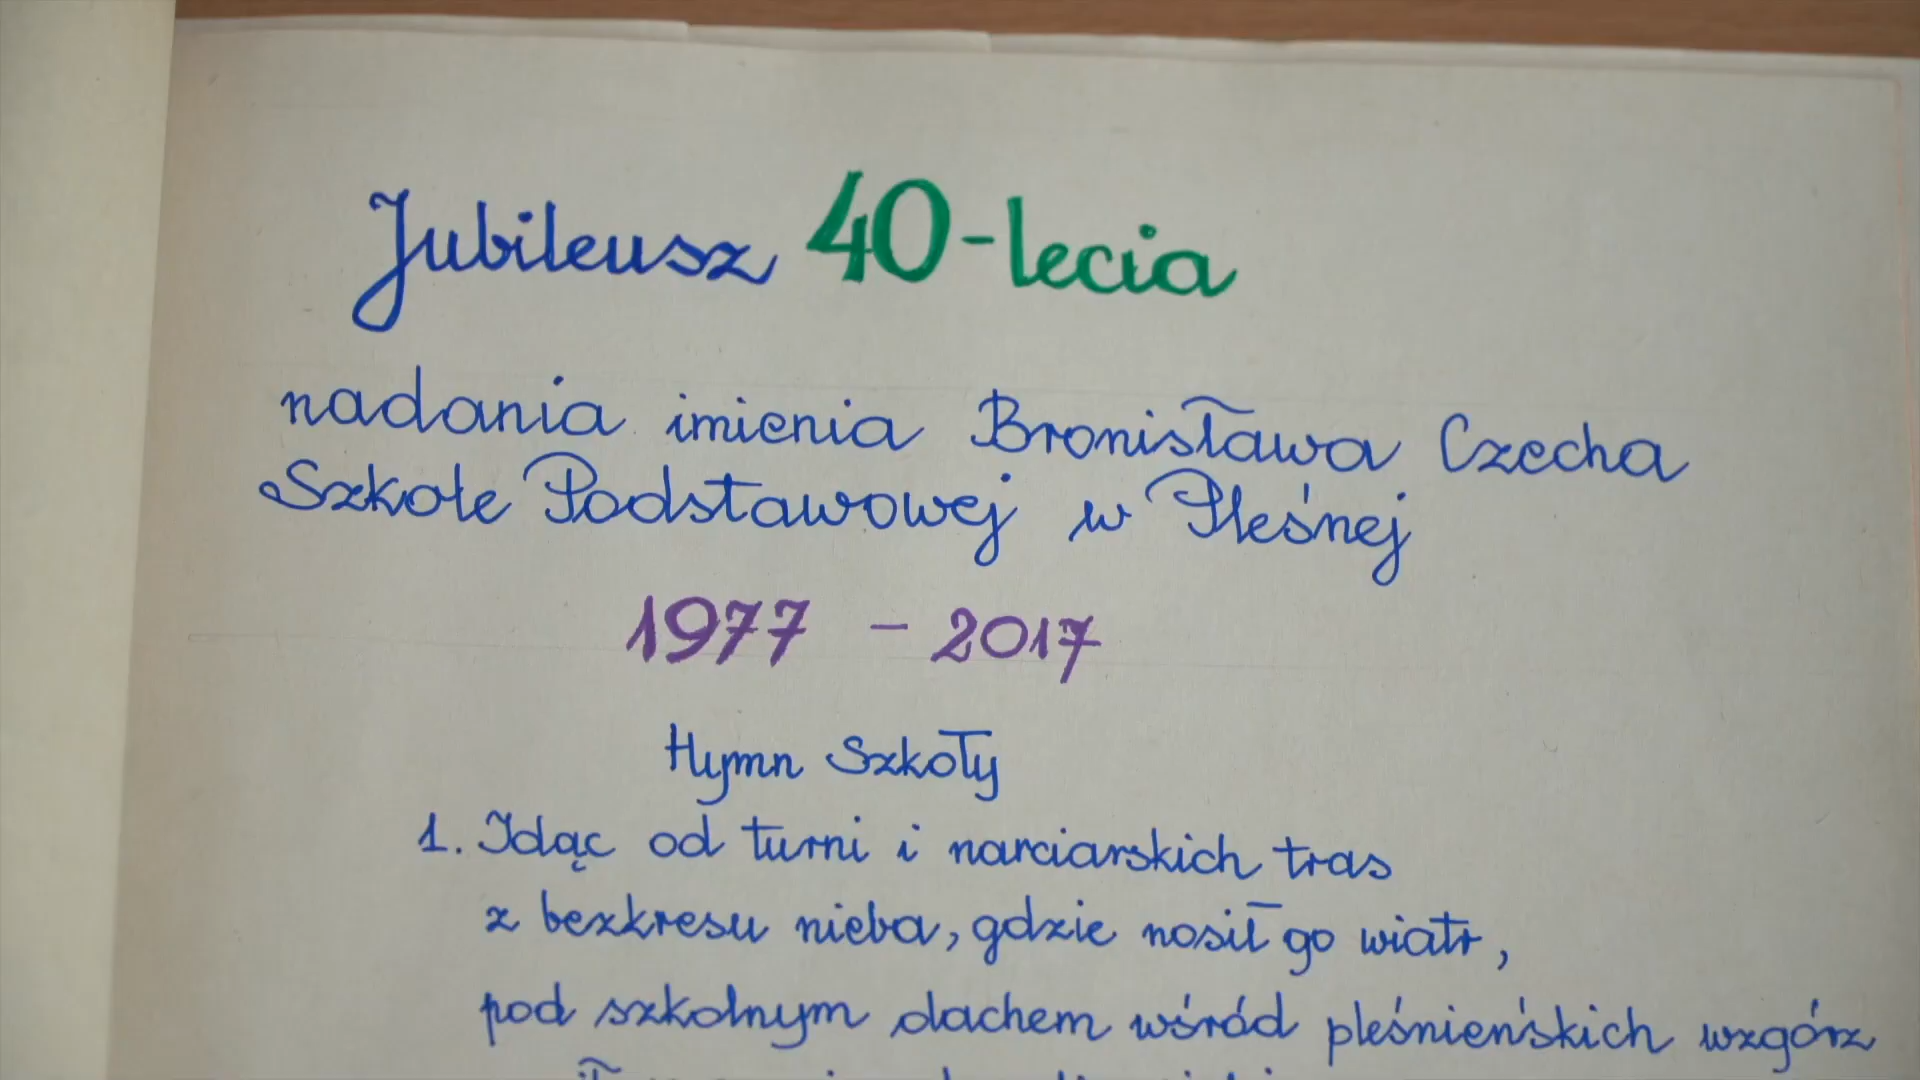 Jubileusz 40-lecia
nadania imienia Bronisława Czecha
Szkole Podstawowej w Pleśnej
1977 - 2017
Hymn Szkoły
1. Idąc od turni i narciarskich tras
z bezkresu nieba, gdzie nosił go wiatr,
pod szkolnym dachem wśród pleśnieńskich wzgórz